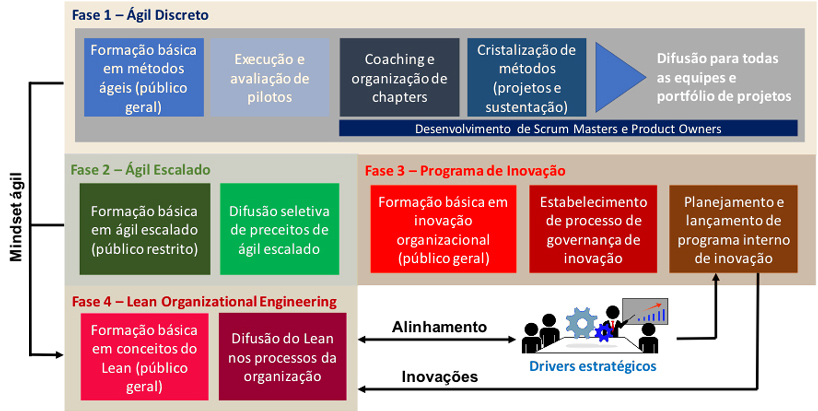 Fase 1 – Ágil Discreto
Formação básica
em métodos
ágeis (público
geral)
Execução e
avaliação de
pilotos
Coaching e
organização de
chapters
Cristalização de
métodos
(projetos e
sustentação)
Difusão para todas
as equipes e
portfólio de projetos
Desenvolvimento de Scrum Masters e Product Owners
Mindset ágil
Fase 2 – Ágil Escalado
Formação básica
em ágil escalado
(público restrito)
Difusão seletiva
de preceitos de
ágil escalado
Fase 3 – Programa de Inovação
Formação básica em
inovação
organizacional
(público geral)
Estabelecimento
de processo de
governança de
inovação
Planejamento e
lançamento de
programa interno
de inovação
Fase 4 – Lean Organizational Engineering
Formação básica
em conceitos do
Lean (público
geral)
Difusão do Lean
nos processos da
organização
Alinhamento
Drivers estratégicos
Inovações